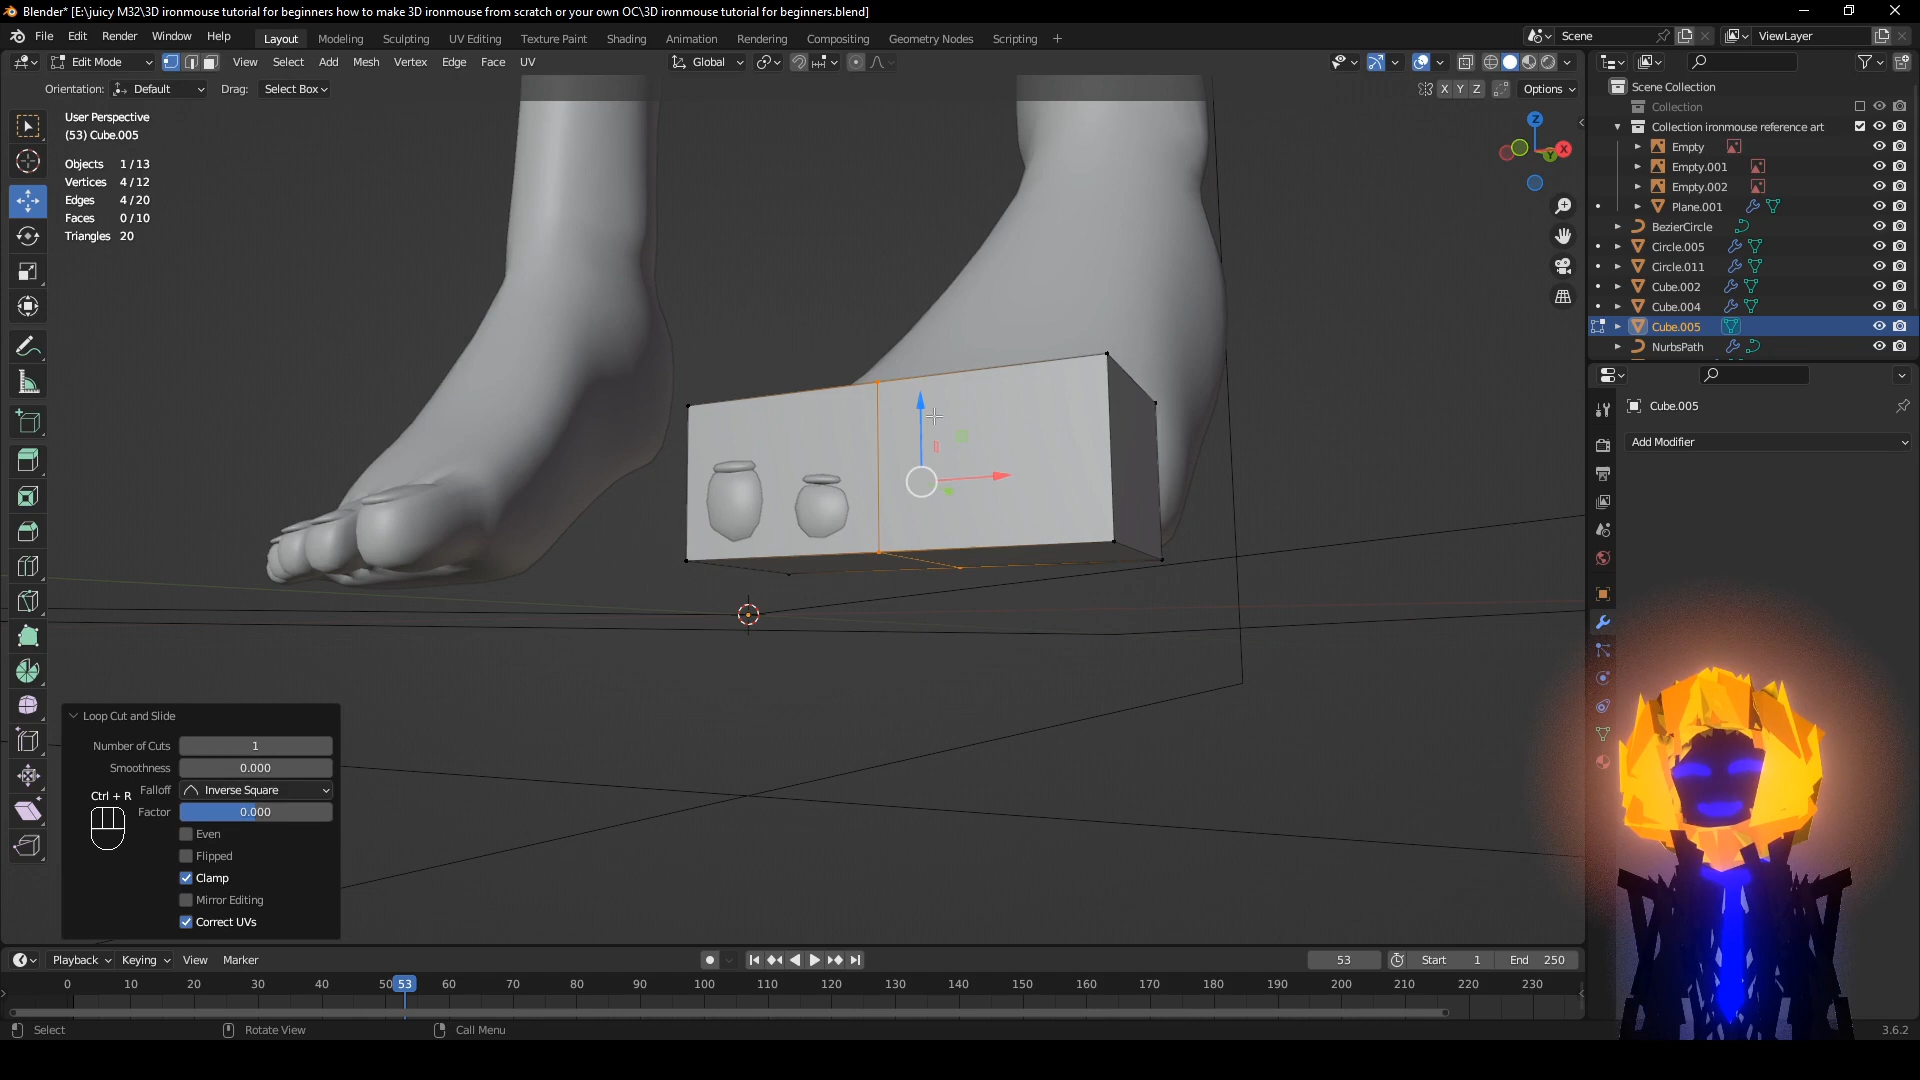 Blender* [E:\juicy M32\3D ironmouse tutorial for beginners how to make 3D ironmouse from scratch or your own OC\3D ironmouse tutorial for beginners.blend]
File Edit Render Window Help Layout Modeling Sculpting UV Editing Texture Paint Shading Animation Rendering Compositing Geometry Nodes Scripting + Scene ViewLayer
Edit Mode View Select Add Mesh Vertex Edge Face UV Global
Orientation: Default Drag: Select Box X Y Z Options
User Perspective
(53) Cube.005
Objects 1 / 13
Vertices 4 / 12
Edges 4 / 20
Faces 0 / 10
Triangles 20
Z
X
Y
Scene Collection
Collection
Collection ironmouse reference art
Empty
Empty.001
Empty.002
Plane.001
BezierCircle
Circle.005
Circle.011
Cube.002
Cube.004
Cube.005
NurbsPath
Cube.005
Add Modifier
Loop Cut and Slide
Number of Cuts 1
Smoothness 0.000
Falloff Inverse Square
Ctrl + R
Factor 0.000
Even
Flipped
Clamp
Mirror Editing
Correct UVs
Playback Keying View Marker 53 Start 1 End 250
0 10 20 30 40 50 53 60 70 80 90 100 110 120 130 140 150 160 170 180 190 200 210 220 230
Select Rotate View Call Menu 3.6.2